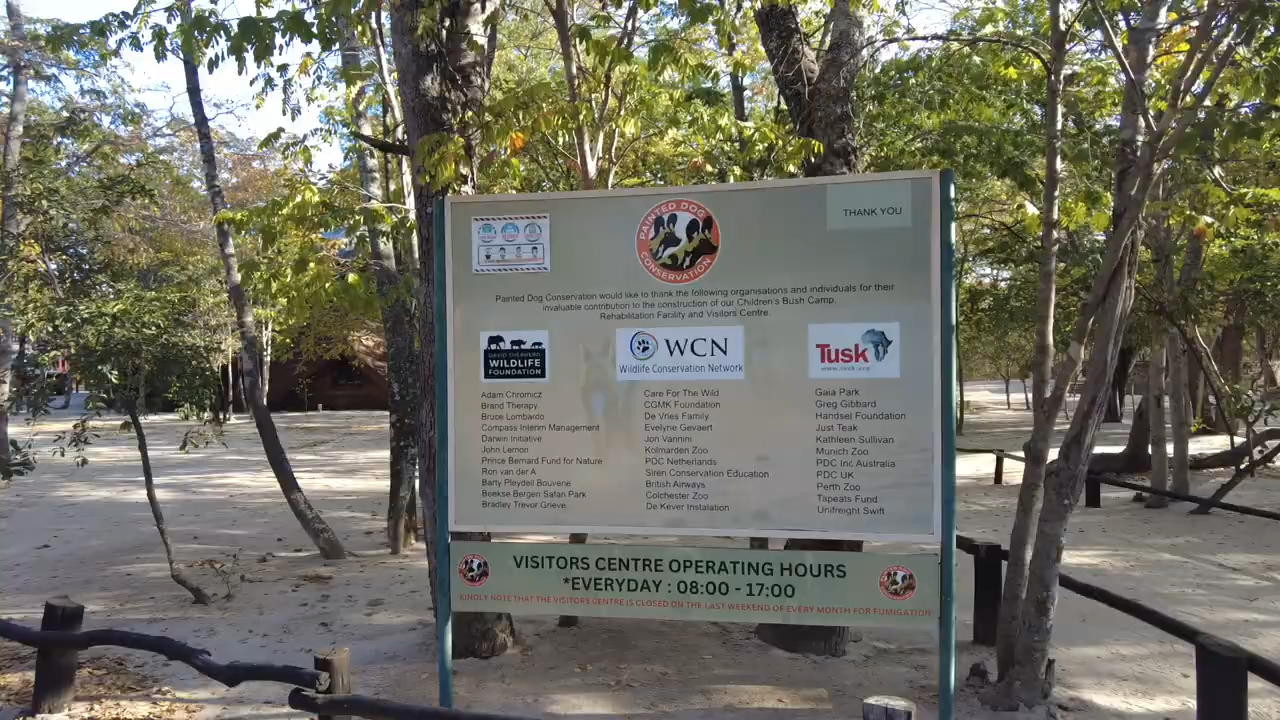 PAINTED DOG
CONSERVATION
THANK YOU
Painted Dog Conservation would like to thank the following organisations and individuals for their
invaluable contribution to the construction of our Children's Bush Camp,
Rehabilitation Facility and Visitors Centre.
DAVID SHEPHERD
WILDLIFE
FOUNDATION
WCN
Wildlife Conservation Network
Tusk
Adam Chromicz
Brand Therapy
Bruce Lombardo
Compass Interim Management
Darwin Initiative
John Lemon
Prince Bernard Fund for Nature
Ron van der A
Barty Pleydell Bouverie
Beekse Bergen Safari Park
Bradley Trevor Grieve
Care For The Wild
CGMK Foundation
De Vries Family
Evelyne Gevaert
Jon Vannini
Kolmarden Zoo
PDC Netherlands
Siren Conservation Education
British Airways
Colchester Zoo
De Kever Instalation
Gaia Park
Greg Gibbard
Handsel Foundation
Just Teak
Kathleen Sullivan
Munich Zoo
PDC Inc Australia
PDC UK
Perth Zoo
Tapeats Fund
Unifreight Swift
VISITORS CENTRE OPERATING HOURS
*EVERYDAY : 08:00 - 17:00
KINDLY NOTE THAT THE VISITORS CENTRE IS CLOSED ON THE LAST WEEKEND OF EVERY MONTH FOR FUMIGATION